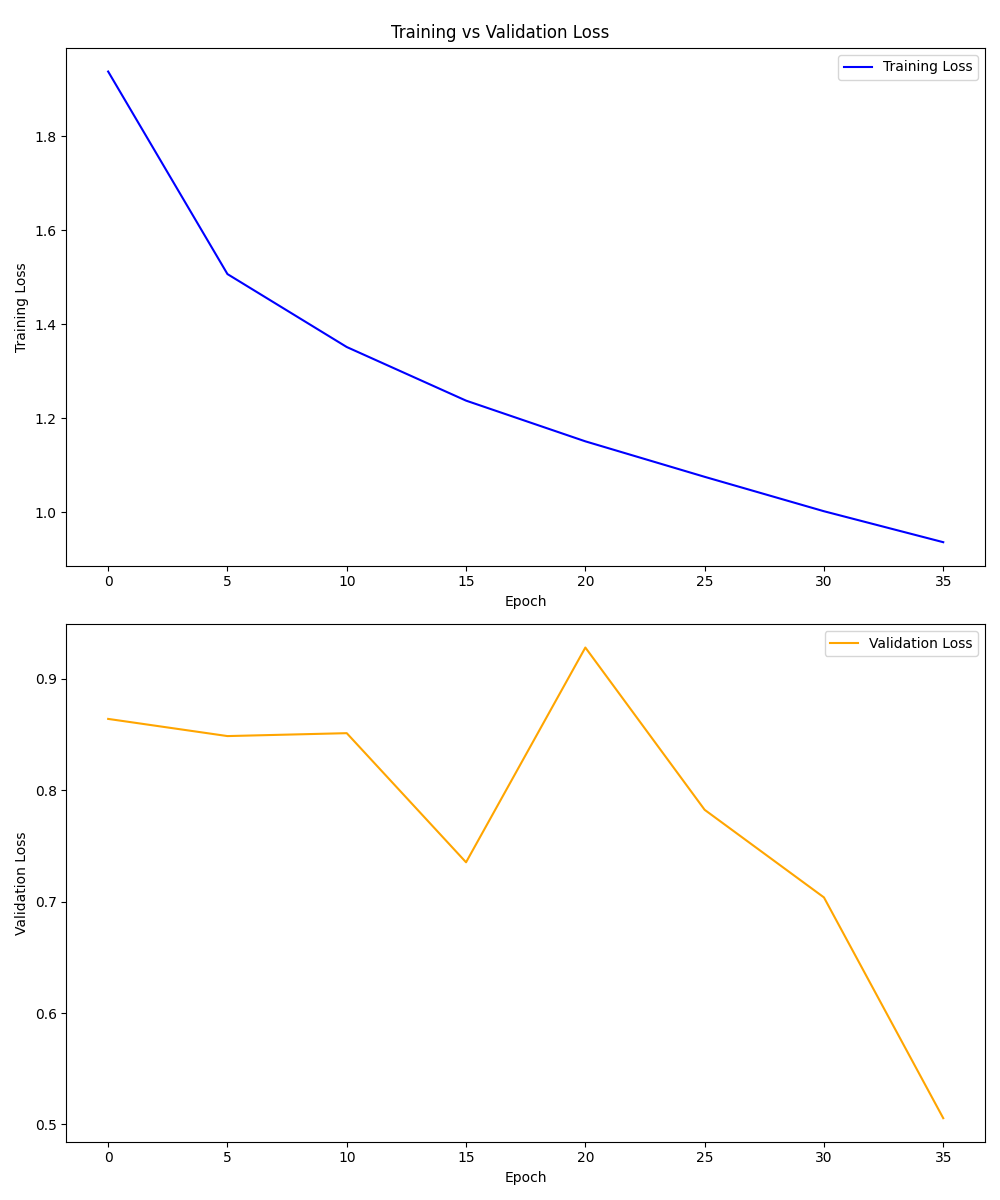 Training vs Validation Loss
Training Loss
1.8
1.6
1.4
1.2
1.0
Training Loss
0 5 10 15 20 25 30 35
Epoch
Validation Loss
0.9
0.8
0.7
0.6
0.5
Validation Loss
0 5 10 15 20 25 30 35
Epoch